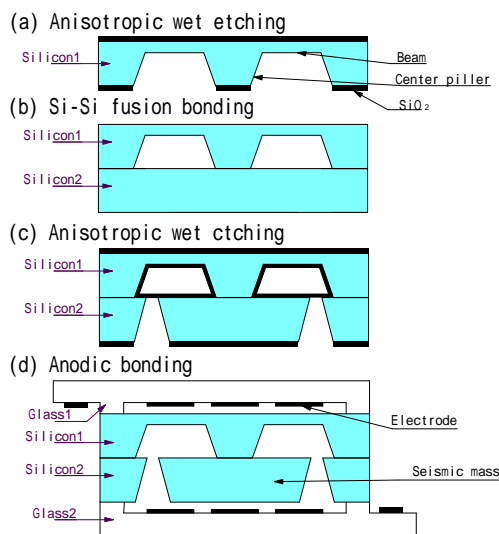 (a) Anisotropic wet etching
Silicon1
Beam
Center piller
SiO₂
(b) Si-Si fusion bonding
Silicon1
Silicon2
(c) Anisotropic wet ctching
Silicon1
Silicon2
(d) Anodic bonding
Glass1
Electrode
Silicon1
Silicon2
Seismic mass
Glass2